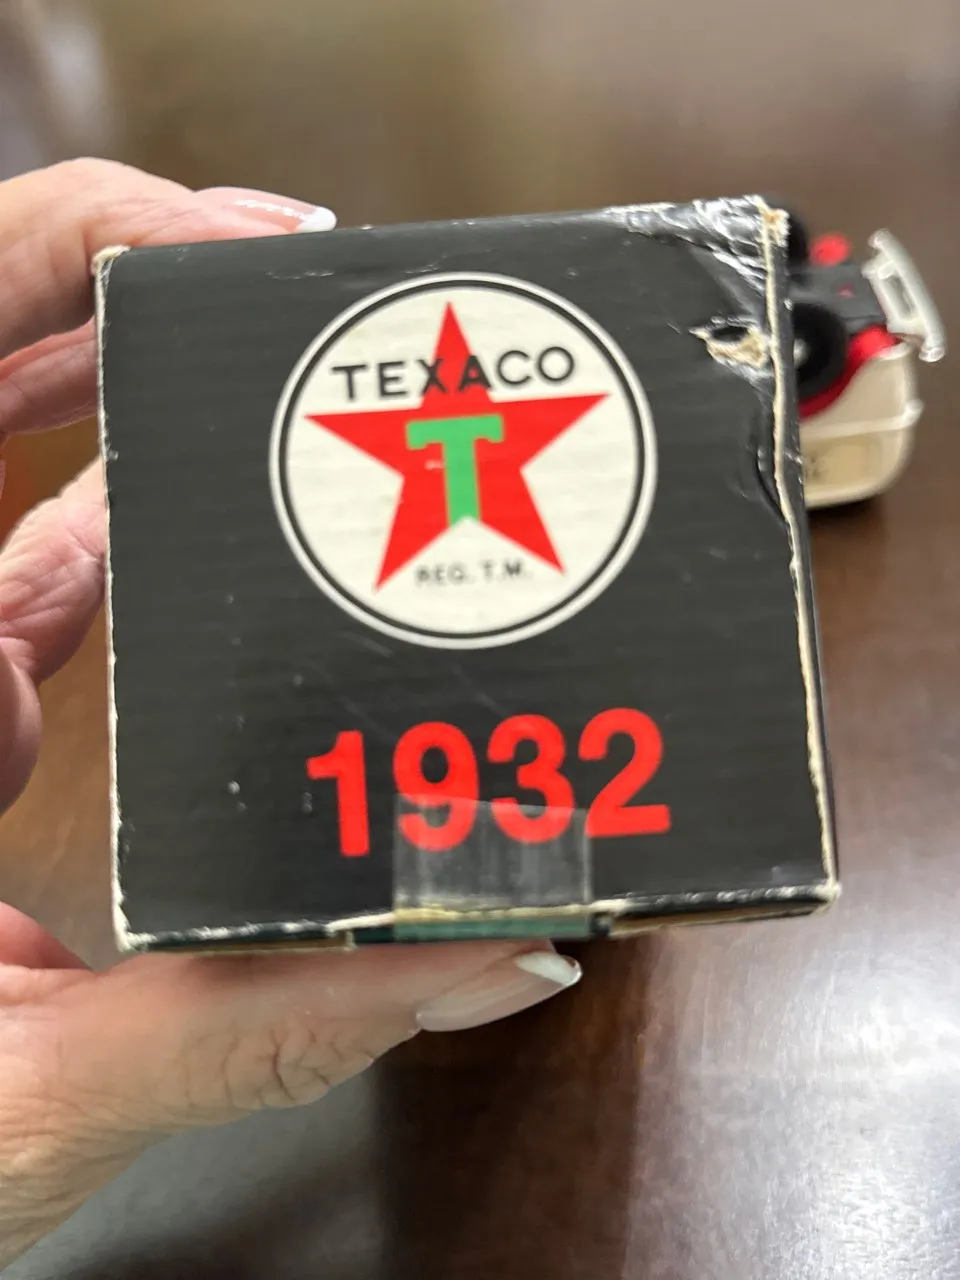 TEXACO
T
REG. T.M.
1932